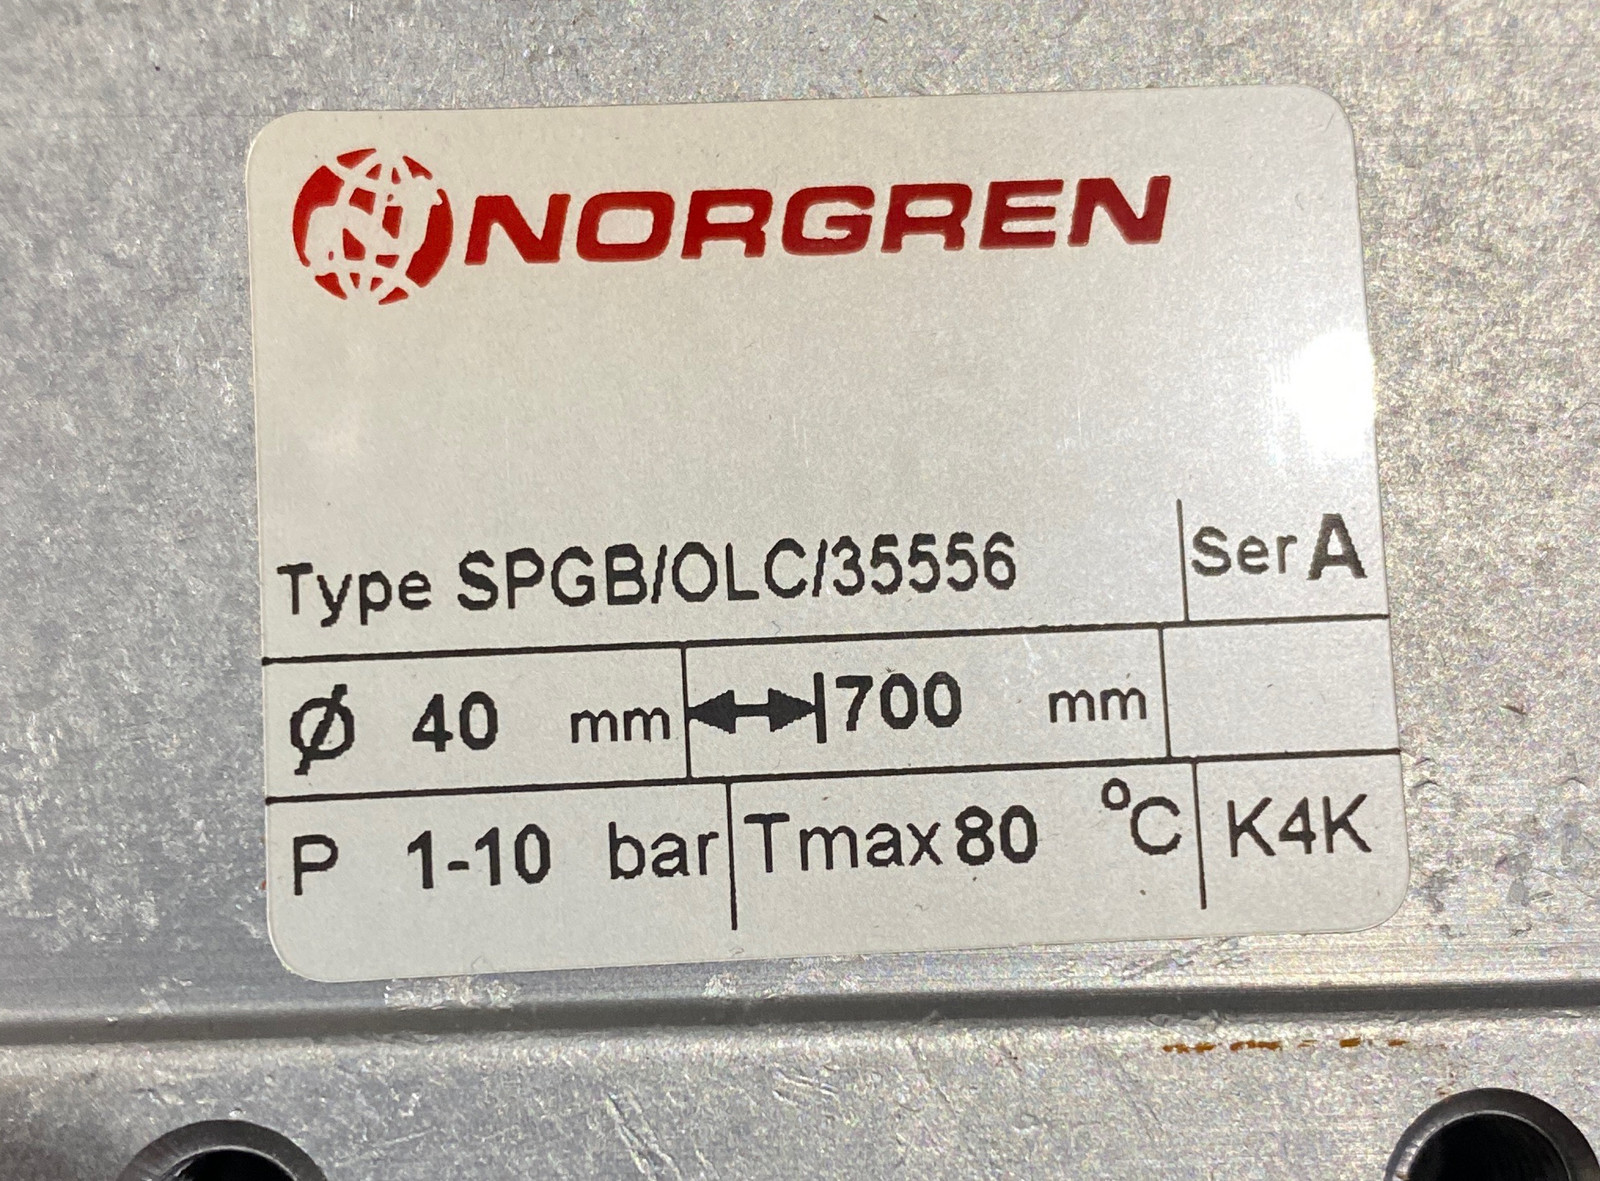 NORGREN
Type SPGB/OLC/35556 Ser A
Ø 40 mm 700 mm
P 1-10 bar Tmax 80 °C K4K